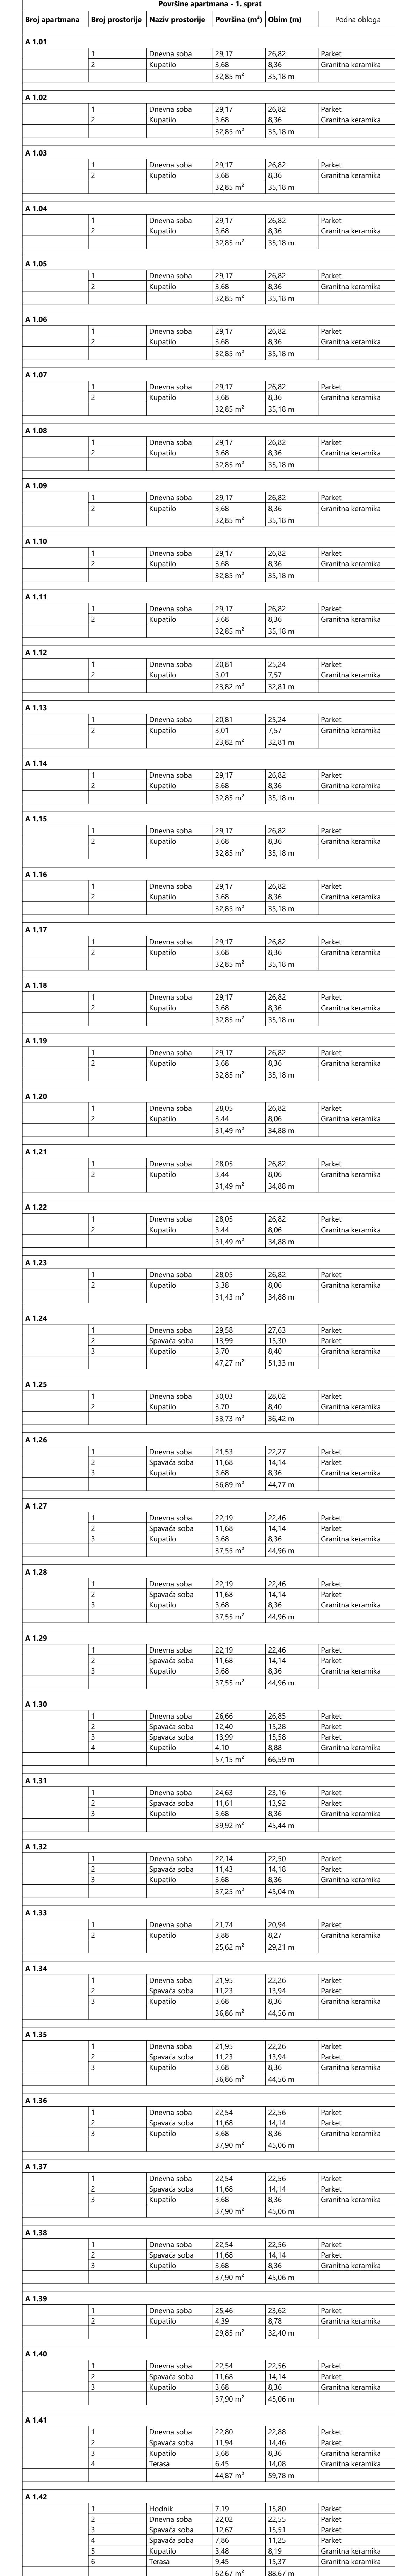 Površine apartmana - 1. sprat
Broj apartmana Broj prostorije Naziv prostorije Površina (m²) Obim (m) Podna obloga
A 1.01
1 Dnevna soba 29,17 26,82 Parket
2 Kupatilo 3,68 8,36 Granitna keramika
32,85 m² 35,18 m
A 1.02
1 Dnevna soba 29,17 26,82 Parket
2 Kupatilo 3,68 8,36 Granitna keramika
32,85 m² 35,18 m
A 1.03
1 Dnevna soba 29,17 26,82 Parket
2 Kupatilo 3,68 8,36 Granitna keramika
32,85 m² 35,18 m
A 1.04
1 Dnevna soba 29,17 26,82 Parket
2 Kupatilo 3,68 8,36 Granitna keramika
32,85 m² 35,18 m
A 1.05
1 Dnevna soba 29,17 26,82 Parket
2 Kupatilo 3,68 8,36 Granitna keramika
32,85 m² 35,18 m
A 1.06
1 Dnevna soba 29,17 26,82 Parket
2 Kupatilo 3,68 8,36 Granitna keramika
32,85 m² 35,18 m
A 1.07
1 Dnevna soba 29,17 26,82 Parket
2 Kupatilo 3,68 8,36 Granitna keramika
32,85 m² 35,18 m
A 1.08
1 Dnevna soba 29,17 26,82 Parket
2 Kupatilo 3,68 8,36 Granitna keramika
32,85 m² 35,18 m
A 1.09
1 Dnevna soba 29,17 26,82 Parket
2 Kupatilo 3,68 8,36 Granitna keramika
32,85 m² 35,18 m
A 1.10
1 Dnevna soba 29,17 26,82 Parket
2 Kupatilo 3,68 8,36 Granitna keramika
32,85 m² 35,18 m
A 1.11
1 Dnevna soba 29,17 26,82 Parket
2 Kupatilo 3,68 8,36 Granitna keramika
32,85 m² 35,18 m
A 1.12
1 Dnevna soba 20,81 25,24 Parket
2 Kupatilo 3,01 7,57 Granitna keramika
23,82 m² 32,81 m
A 1.13
1 Dnevna soba 20,81 25,24 Parket
2 Kupatilo 3,01 7,57 Granitna keramika
23,82 m² 32,81 m
A 1.14
1 Dnevna soba 29,17 26,82 Parket
2 Kupatilo 3,68 8,36 Granitna keramika
32,85 m² 35,18 m
A 1.15
1 Dnevna soba 29,17 26,82 Parket
2 Kupatilo 3,68 8,36 Granitna keramika
32,85 m² 35,18 m
A 1.16
1 Dnevna soba 29,17 26,82 Parket
2 Kupatilo 3,68 8,36 Granitna keramika
32,85 m² 35,18 m
A 1.17
1 Dnevna soba 29,17 26,82 Parket
2 Kupatilo 3,68 8,36 Granitna keramika
32,85 m² 35,18 m
A 1.18
1 Dnevna soba 29,17 26,82 Parket
2 Kupatilo 3,68 8,36 Granitna keramika
32,85 m² 35,18 m
A 1.19
1 Dnevna soba 29,17 26,82 Parket
2 Kupatilo 3,68 8,36 Granitna keramika
32,85 m² 35,18 m
A 1.20
1 Dnevna soba 28,05 26,82 Parket
2 Kupatilo 3,44 8,06 Granitna keramika
31,49 m² 34,88 m
A 1.21
1 Dnevna soba 28,05 26,82 Parket
2 Kupatilo 3,44 8,06 Granitna keramika
31,49 m² 34,88 m
A 1.22
1 Dnevna soba 28,05 26,82 Parket
2 Kupatilo 3,44 8,06 Granitna keramika
31,49 m² 34,88 m
A 1.23
1 Dnevna soba 28,05 26,82 Parket
2 Kupatilo 3,38 8,06 Granitna keramika
31,43 m² 34,88 m
A 1.24
1 Dnevna soba 29,58 27,63 Parket
2 Spavaća soba 13,99 15,30 Parket
3 Kupatilo 3,70 8,40 Granitna keramika
47,27 m² 51,33 m
A 1.25
1 Dnevna soba 30,03 28,02 Parket
2 Kupatilo 3,70 8,40 Granitna keramika
33,73 m² 36,42 m
A 1.26
1 Dnevna soba 21,53 22,27 Parket
2 Spavaća soba 11,68 14,14 Parket
3 Kupatilo 3,68 8,36 Granitna keramika
36,89 m² 44,77 m
A 1.27
1 Dnevna soba 22,19 22,46 Parket
2 Spavaća soba 11,68 14,14 Parket
3 Kupatilo 3,68 8,36 Granitna keramika
37,55 m² 44,96 m
A 1.28
1 Dnevna soba 22,19 22,46 Parket
2 Spavaća soba 11,68 14,14 Parket
3 Kupatilo 3,68 8,36 Granitna keramika
37,55 m² 44,96 m
A 1.29
1 Dnevna soba 22,19 22,46 Parket
2 Spavaća soba 11,68 14,14 Parket
3 Kupatilo 3,68 8,36 Granitna keramika
37,55 m² 44,96 m
A 1.30
1 Dnevna soba 26,66 26,85 Parket
2 Spavaća soba 12,40 15,28 Parket
3 Spavaća soba 13,99 15,58 Parket
4 Kupatilo 4,10 8,88 Granitna keramika
57,15 m² 66,59 m
A 1.31
1 Dnevna soba 24,63 23,16 Parket
2 Spavaća soba 11,61 13,92 Parket
3 Kupatilo 3,68 8,36 Granitna keramika
39,92 m² 45,44 m
A 1.32
1 Dnevna soba 22,14 22,50 Parket
2 Spavaća soba 11,43 14,18 Parket
3 Kupatilo 3,68 8,36 Granitna keramika
37,25 m² 45,04 m
A 1.33
1 Dnevna soba 21,74 20,94 Parket
2 Kupatilo 3,88 8,27 Granitna keramika
25,62 m² 29,21 m
A 1.34
1 Dnevna soba 21,95 22,26 Parket
2 Spavaća soba 11,23 13,94 Parket
3 Kupatilo 3,68 8,36 Granitna keramika
36,86 m² 44,56 m
A 1.35
1 Dnevna soba 21,95 22,26 Parket
2 Spavaća soba 11,23 13,94 Parket
3 Kupatilo 3,68 8,36 Granitna keramika
36,86 m² 44,56 m
A 1.36
1 Dnevna soba 22,54 22,56 Parket
2 Spavaća soba 11,68 14,14 Parket
3 Kupatilo 3,68 8,36 Granitna keramika
37,90 m² 45,06 m
A 1.37
1 Dnevna soba 22,54 22,56 Parket
2 Spavaća soba 11,68 14,14 Parket
3 Kupatilo 3,68 8,36 Granitna keramika
37,90 m² 45,06 m
A 1.38
1 Dnevna soba 22,54 22,56 Parket
2 Spavaća soba 11,68 14,14 Parket
3 Kupatilo 3,68 8,36 Granitna keramika
37,90 m² 45,06 m
A 1.39
1 Dnevna soba 25,46 23,62 Parket
2 Kupatilo 4,39 8,78 Granitna keramika
29,85 m² 32,40 m
A 1.40
1 Dnevna soba 22,54 22,56 Parket
2 Spavaća soba 11,68 14,14 Parket
3 Kupatilo 3,68 8,36 Granitna keramika
37,90 m² 45,06 m
A 1.41
1 Dnevna soba 22,80 22,88 Parket
2 Spavaća soba 11,94 14,46 Parket
3 Kupatilo 3,68 8,36 Granitna keramika
4 Terasa 6,45 14,08 Granitna keramika
44,87 m² 59,78 m
A 1.42
1 Hodnik 7,19 15,80 Parket
2 Dnevna soba 22,02 22,55 Parket
3 Spavaća soba 12,67 15,51 Parket
4 Spavaća soba 7,86 11,25 Parket
5 Kupatilo 3,48 8,19 Granitna keramika
6 Terasa 9,45 15,37 Granitna keramika
62,67 m² 88,67 m